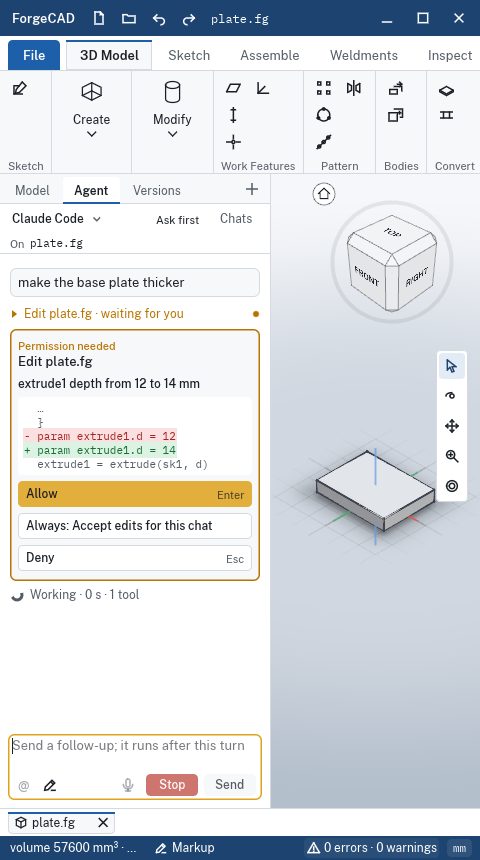 ForgeCAD plate.fg
File 3D Model Sketch Assemble Weldments Inspect
Create Modify
Sketch Work Features Pattern Bodies Convert
Model Agent Versions
Claude Code Ask first Chats
On plate.fg
make the base plate thicker
Edit plate.fg · waiting for you
Permission needed
Edit plate.fg
extrude1 depth from 12 to 14 mm
…
}
- param extrude1.d = 12
+ param extrude1.d = 14
extrude1 = extrude(sk1, d)
Allow Enter
Always: Accept edits for this chat
Deny Esc
Working · 0 s · 1 tool
Send a follow-up; it runs after this turn
@ Stop Send
TOP
FRONT RIGHT
plate.fg
volume 57600 mm³ · ... Markup 0 errors · 0 warnings mm